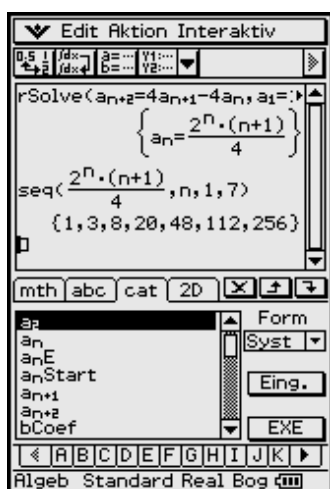 Edit Aktion Interaktiv
rSolve(aₙ₊₂=4aₙ₊₁-4aₙ,a₁=1
{aₙ=2ⁿ·(n+1)/4}
seq(2ⁿ·(n+1)/4,n,1,7)
{1,3,8,20,48,112,256}
mth abc cat 2D
Form
a₂
Syst
aₙ
aₙE
aₙStart
Eing.
aₙ₊₁
aₙ₊₂
bCoef
EXE
A B C D E F G H I J K
Algeb Standard Real Bog